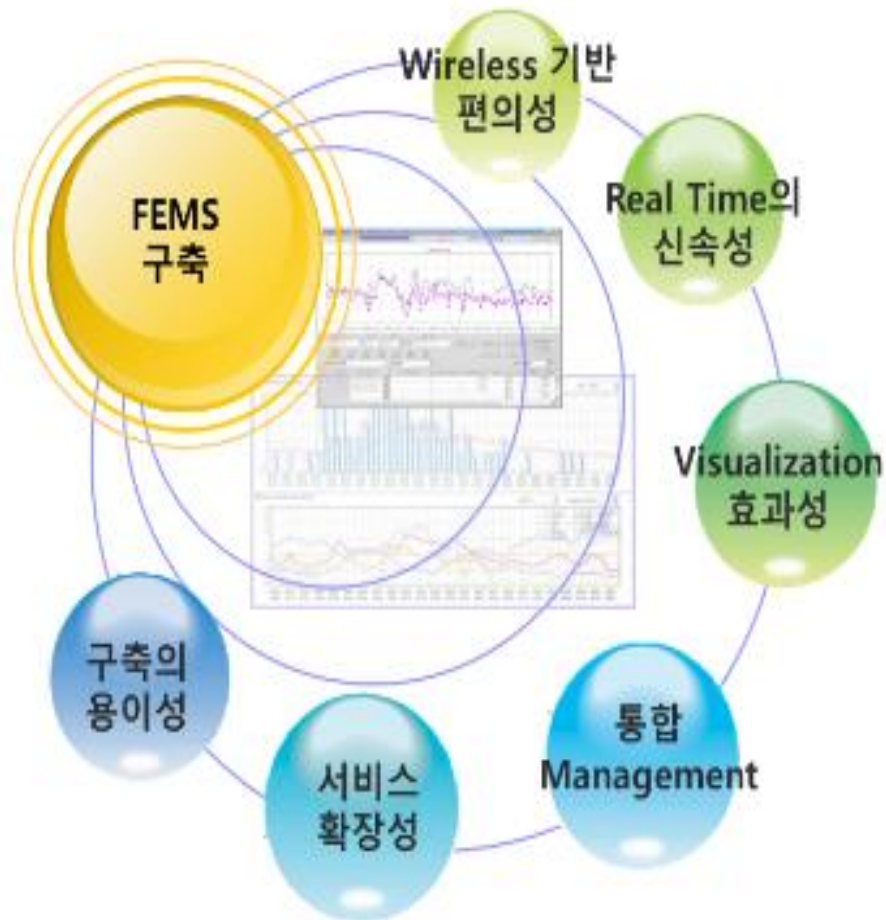 FEMS
구축
Wireless 기반
편의성
Real Time의
신속성
Visualization
효과성
통합
Management
서비스
확장성
구축의
용이성